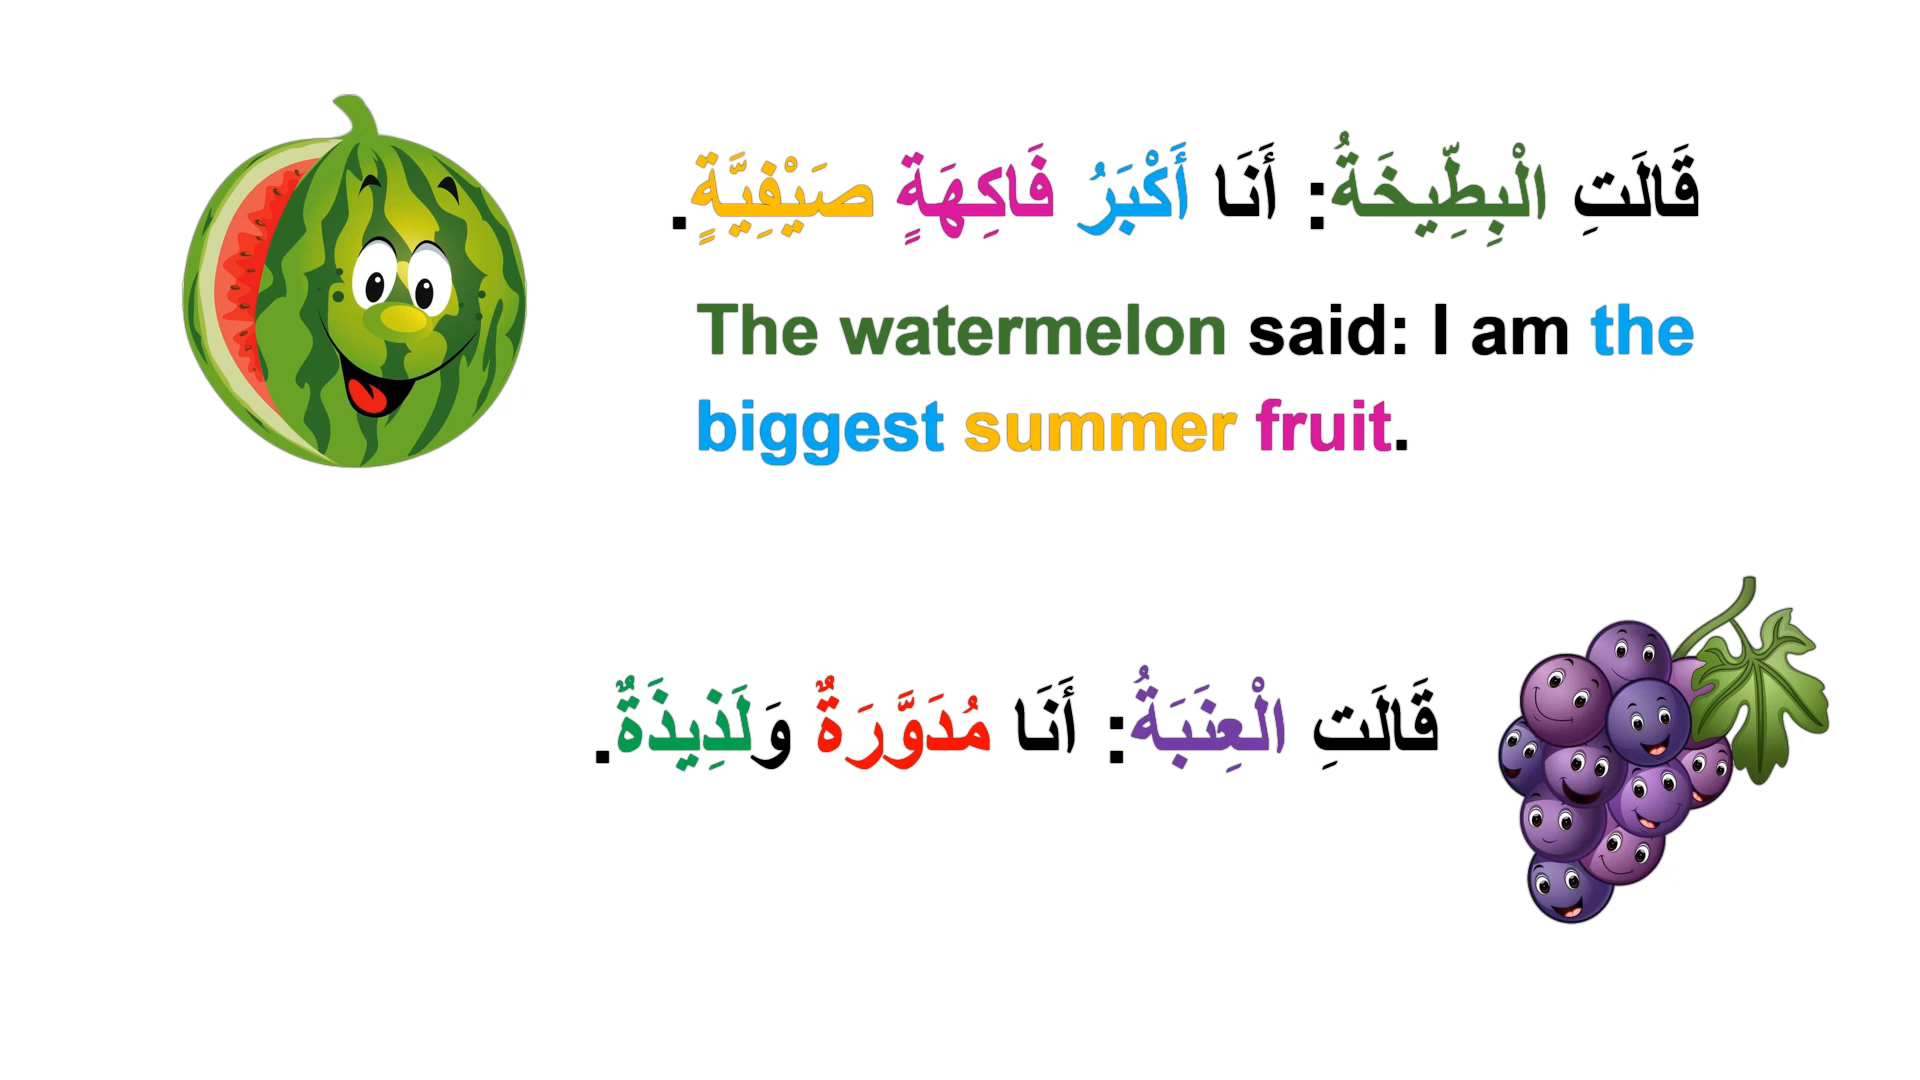 قَالَتِ الْبِطِّيخَةُ: أَنَا أَكْبَرُ فَاكِهَةٍ صَيْفِيَّةٍ.
The watermelon said: I am the
biggest summer fruit.
قَالَتِ الْعِنَبَةُ: أَنَا مُدَوَّرَةٌ وَلَذِيذَةٌ.